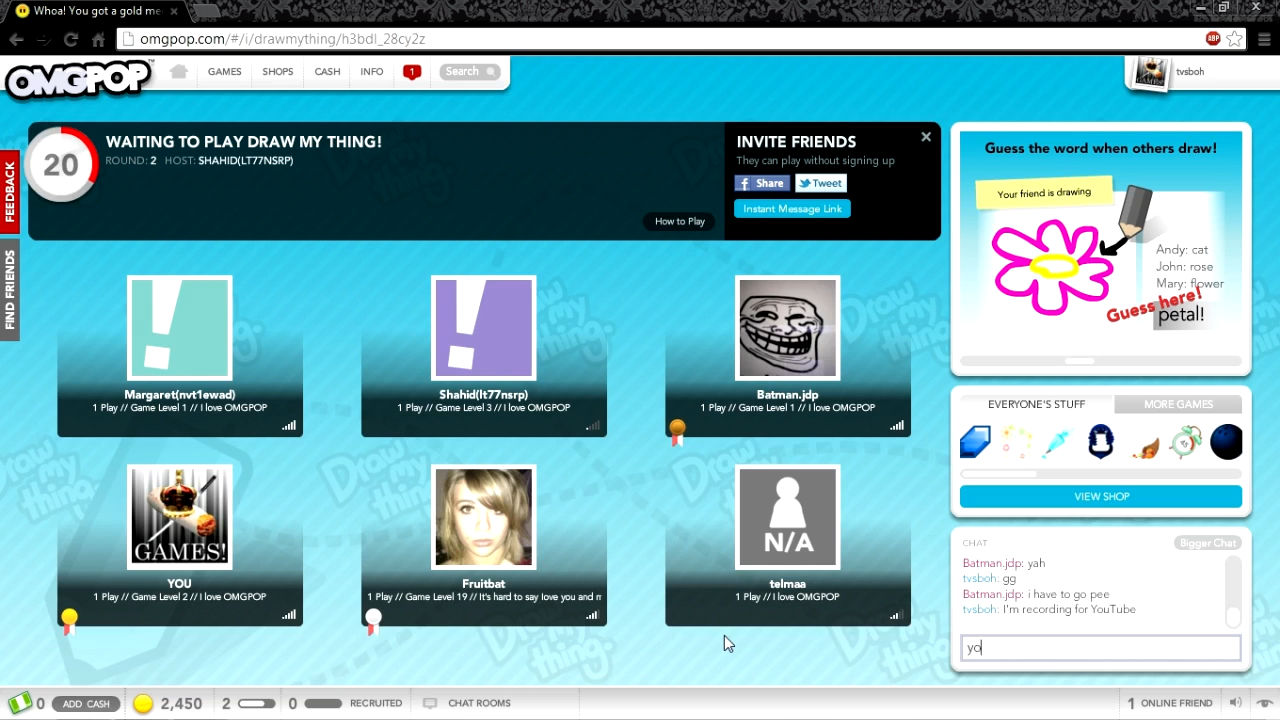 Whoa! You got a gold me
omgpop.com/#/i/drawmything/h3bdl_28cy2z
ABP
OMGPOP
GAMES
SHOPS
CASH
INFO
1
Search
tvsboh
FEEDBACK
FIND FRIENDS
20
WAITING TO PLAY DRAW MY THING!
ROUND: 2 HOST: SHAHID(LT77NSRP)
How to Play
INVITE FRIENDS
They can play without signing up
f Share
Tweet
Instant Message Link
Guess the word when others draw!
Your friend is drawing
Andy: cat
John: rose
Mary: flower
Guess here!
petal!
Margaret(nvt1ewad)
1 Play // Game Level 1 // I love OMGPOP
Shahid(lt77nsrp)
1 Play // Game Level 3 // I love OMGPOP
Batman.jdp
1 Play // Game Level 1 // I love OMGPOP
GAMES!
YOU
1 Play // Game Level 2 // I love OMGPOP
Fruitbat
1 Play // Game Level 19 // It's hard to say love you and m
N/A
telmaa
1 Play // I love OMGPOP
EVERYONE'S STUFF
MORE GAMES
VIEW SHOP
CHAT
Bigger Chat
Batman.jdp: yah
tvsboh: gg
Batman.jdp: i have to go pee
tvsboh: I'm recording for YouTube
yo
0
ADD CASH
2,450
2
0
RECRUITED
CHAT ROOMS
1 ONLINE FRIEND
Draw my thing.